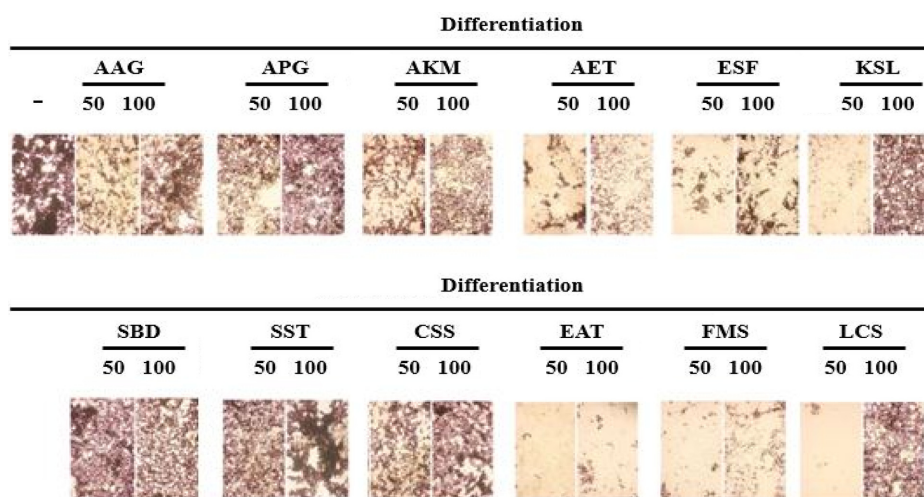 Differentiation
AAG APG AKM AET ESF KSL
- 50 100 50 100 50 100 50 100 50 100 50 100
Differentiation
SBD SST CSS EAT FMS LCS
50 100 50 100 50 100 50 100 50 100 50 100